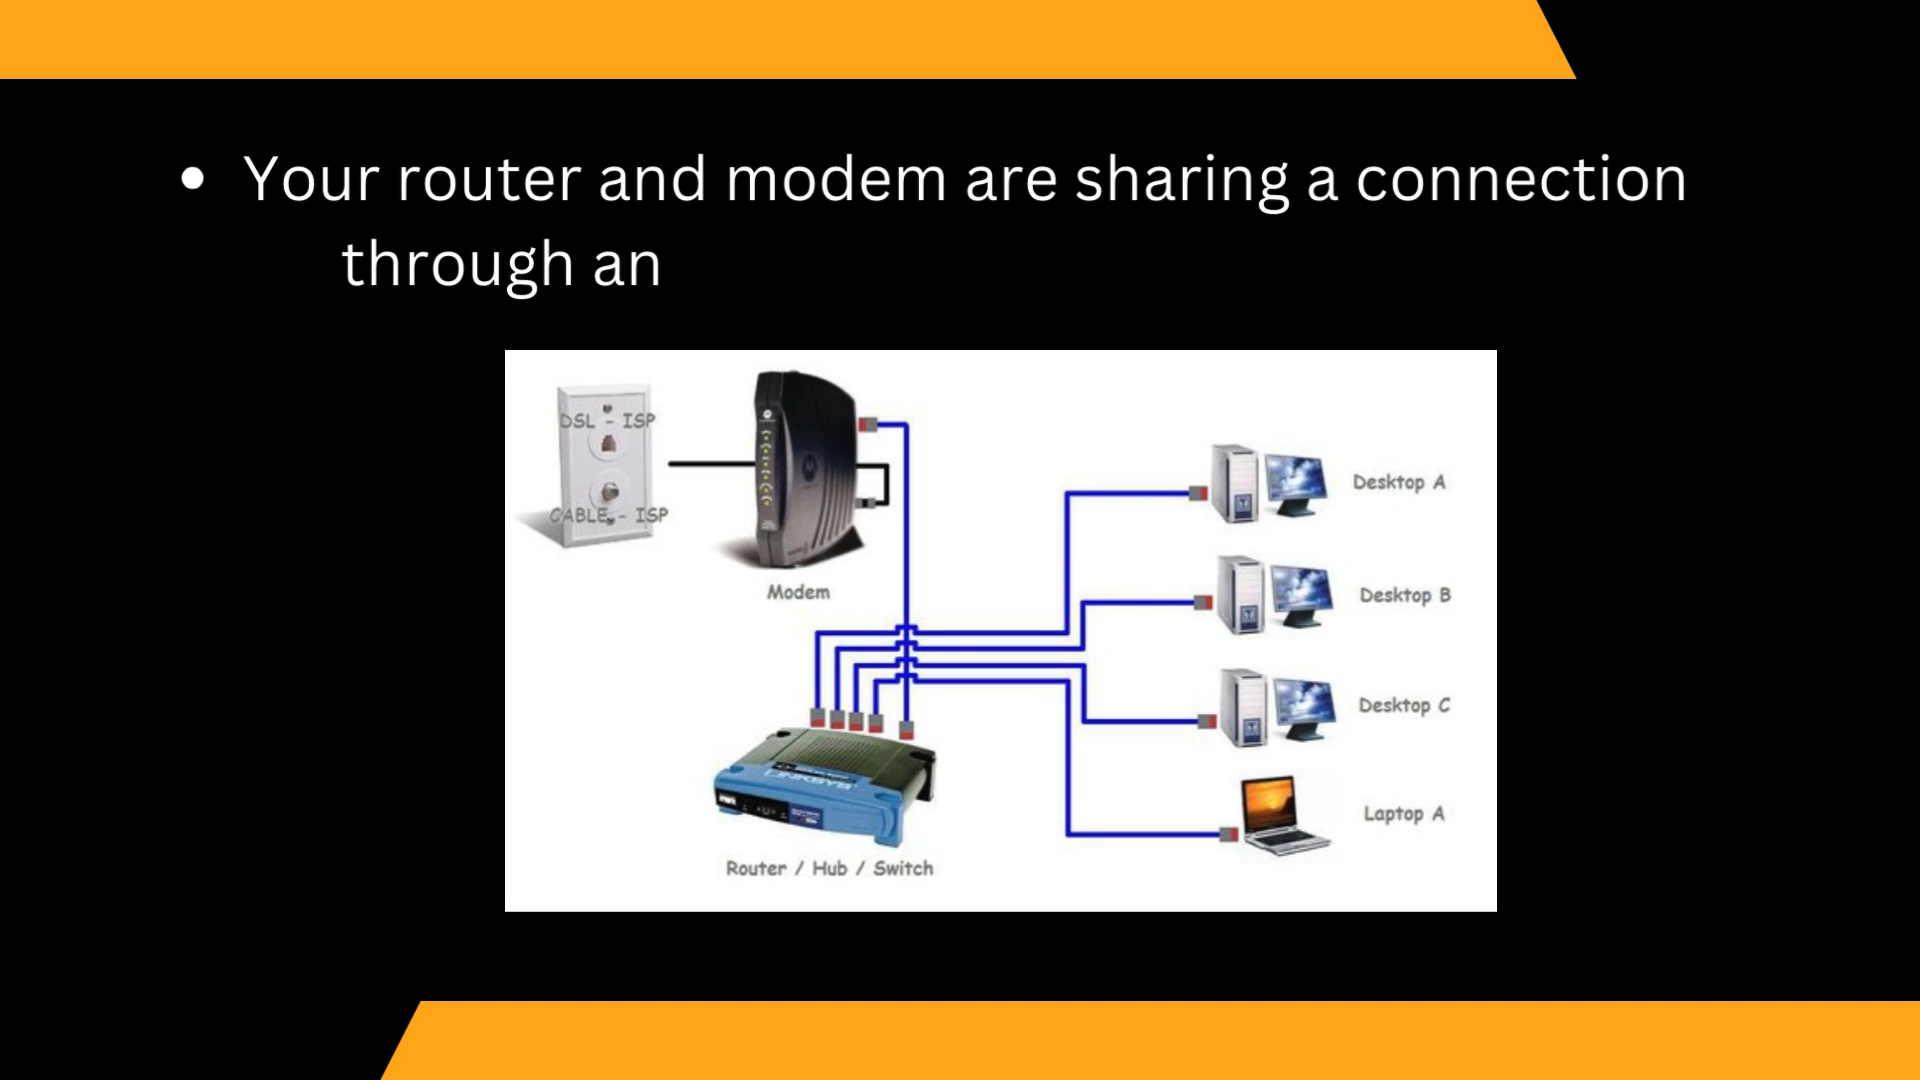 • Your router and modem are sharing a connection
through an
DSL - ISP
CABLE - ISP
Modem
Desktop A
Desktop B
Desktop C
Laptop A
LINKSYS
Router / Hub / Switch